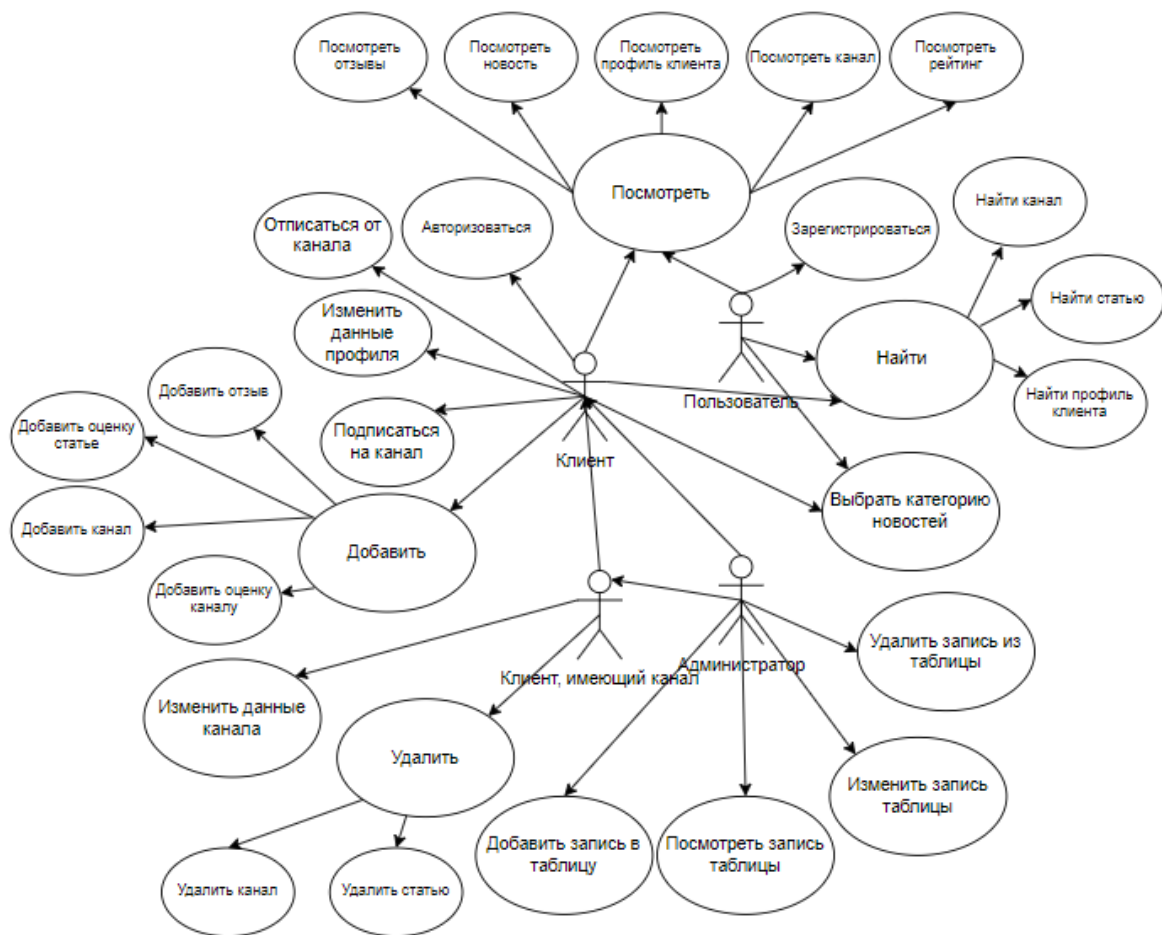 Посмотреть
отзывы
Посмотреть
новость
Посмотреть
профиль клиента
Посмотреть канал
Посмотреть
рейтинг
Посмотреть
Найти канал
Отписаться от
канала
Авторизоваться
Зарегистрироваться
Найти статью
Изменить
данные
профиля
Найти
Добавить отзыв
Пользователь
Найти профиль
клиента
Добавить оценку
статье
Подписаться
на канал
Клиент
Выбрать категорию
новостей
Добавить канал
Добавить
Добавить оценку
каналу
Удалить запись из
таблицы
Клиент, имеющий канал
Администратор
Изменить данные
канала
Удалить
Изменить запись
таблицы
Добавить запись в
таблицу
Посмотреть запись
таблицы
Удалить канал
Удалить статью